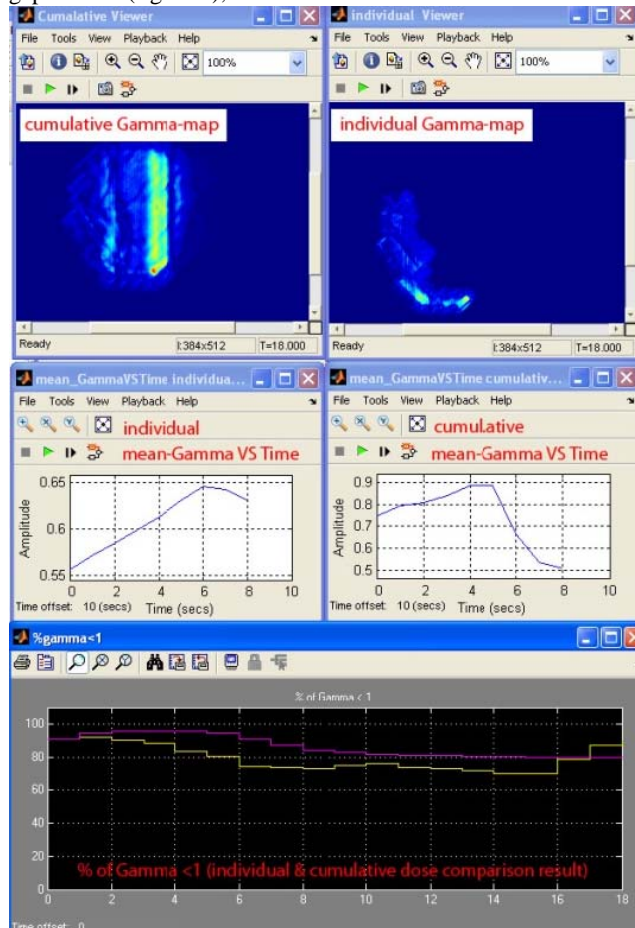 Cumalative Viewer
File Tools View Playback Help
100%
cumulative Gamma-map
Ready I:384x512 T=18.000
individual Viewer
File Tools View Playback Help
100%
individual Gamma-map
Ready I:384x512 T=18.000
mean_GammaVSTime individua...
File Tools View Playback Help
individual
mean-Gamma VS Time
Amplitude
0.65
0.6
0.55
0 2 4 6 8 10
Time offset: 10 (secs) Time (secs)
mean_GammaVSTime cumulativ...
File Tools View Playback Help
cumulative
mean-Gamma VS Time
Amplitude
0.9
0.8
0.7
0.6
0.5
0 2 4 6 8 10
Time offset: 10 (secs) Time (secs)
%gamma<1
% of Gamma < 1
100
80
60
40
20
0
% of Gamma <1 (individual & cumulative dose comparison result)
0 2 4 6 8 10 12 14 16 18
Time offset: 0